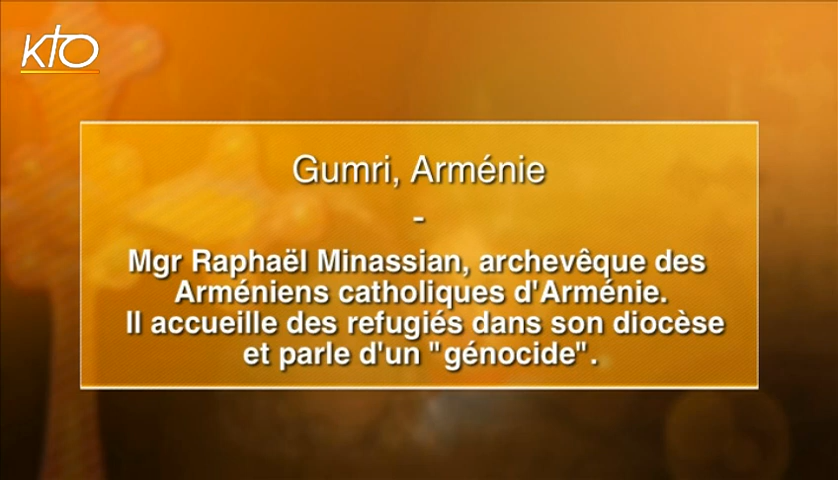 KTO
Gumri, Arménie
-
Mgr Raphaël Minassian, archevêque des
Arméniens catholiques d'Arménie.
Il accueille des refugiés dans son diocèse
et parle d'un "génocide".